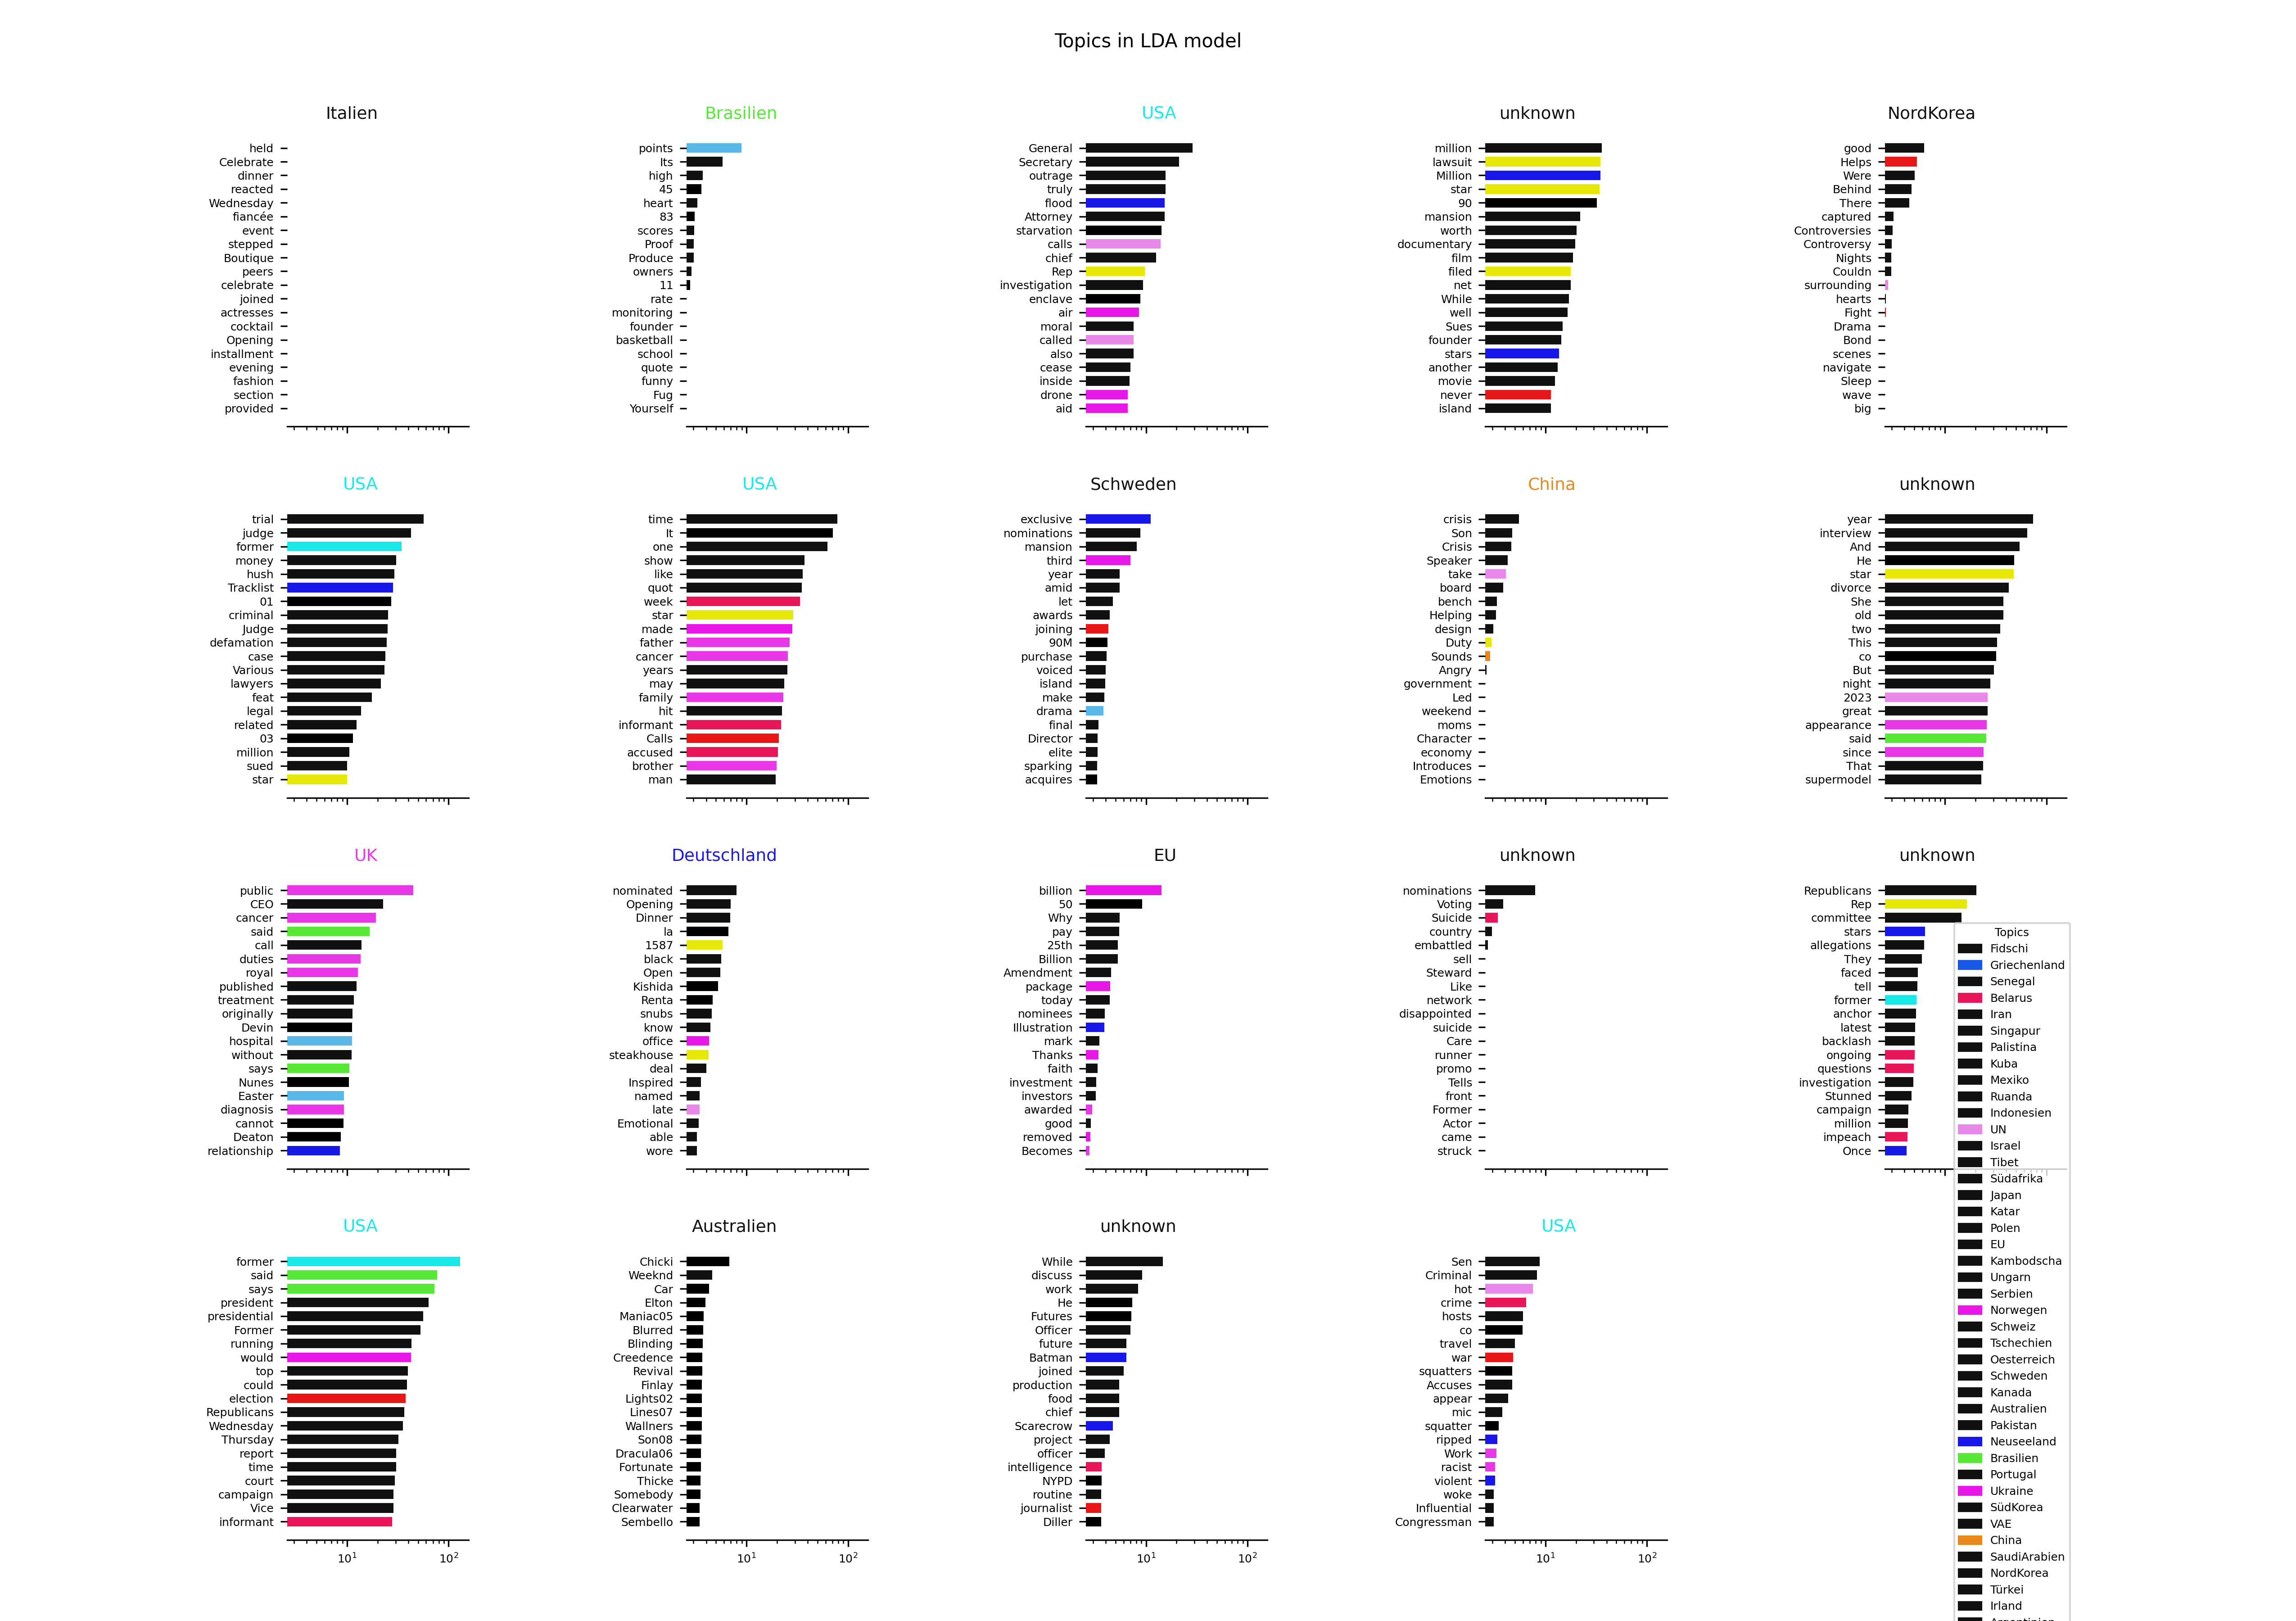 Topics in LDA model
Italien
held
Celebrate
dinner
reacted
Wednesday
fiancée
event
stepped
Boutique
peers
celebrate
joined
actresses
cocktail
Opening
installment
evening
fashion
section
provided
Brasilien
points
Its
high
45
heart
83
scores
Proof
Produce
owners
11
rate
monitoring
founder
basketball
school
quote
funny
Fug
Yourself
USA
General
Secretary
outrage
truly
flood
Attorney
starvation
calls
chief
Rep
investigation
enclave
air
moral
called
also
cease
inside
drone
aid
unknown
million
lawsuit
Million
star
90
mansion
worth
documentary
film
filed
net
While
well
Sues
founder
stars
another
movie
never
island
NordKorea
good
Helps
Were
Behind
There
captured
Controversies
Controversy
Nights
Couldn
surrounding
hearts
Fight
Drama
Bond
scenes
navigate
Sleep
wave
big
USA
trial
judge
former
money
hush
Tracklist
01
criminal
Judge
defamation
case
Various
lawyers
feat
legal
related
03
million
sued
star
USA
time
It
one
show
like
quot
week
star
made
father
cancer
years
may
family
hit
informant
Calls
accused
brother
man
Schweden
exclusive
nominations
mansion
third
year
amid
let
awards
joining
90M
purchase
voiced
island
make
drama
final
Director
elite
sparking
acquires
China
crisis
Son
Crisis
Speaker
take
board
bench
Helping
design
Duty
Sounds
Angry
government
Led
weekend
moms
Character
economy
Introduces
Emotions
unknown
year
interview
And
He
star
divorce
She
old
two
This
co
But
night
2023
great
appearance
said
since
That
supermodel
UK
public
CEO
cancer
said
call
duties
royal
published
treatment
originally
Devin
hospital
without
says
Nunes
Easter
diagnosis
cannot
Deaton
relationship
Deutschland
nominated
Opening
Dinner
la
1587
black
Open
Kishida
Renta
snubs
know
office
steakhouse
deal
Inspired
named
late
Emotional
able
wore
EU
billion
50
Why
pay
25th
Billion
Amendment
package
today
nominees
Illustration
mark
Thanks
faith
investment
investors
awarded
good
removed
Becomes
unknown
nominations
Voting
Suicide
country
embattled
sell
Steward
Like
network
disappointed
suicide
Care
runner
promo
Tells
front
Former
Actor
came
struck
unknown
Republicans
Rep
committee
stars
allegations
They
faced
tell
former
anchor
latest
backlash
ongoing
questions
investigation
Stunned
campaign
million
impeach
Once
USA
former
said
says
president
presidential
Former
running
would
top
could
election
Republicans
Wednesday
Thursday
report
time
court
campaign
Vice
informant
10¹ 10²
Australien
Chicki
Weeknd
Car
Elton
Maniac05
Blurred
Blinding
Creedence
Revival
Finlay
Lights02
Lines07
Wallners
Son08
Dracula06
Fortunate
Thicke
Somebody
Clearwater
Sembello
10¹ 10²
unknown
While
discuss
work
He
Futures
Officer
future
Batman
joined
production
food
chief
Scarecrow
project
officer
intelligence
NYPD
routine
journalist
Diller
10¹ 10²
USA
Sen
Criminal
hot
crime
hosts
co
travel
war
squatters
Accuses
appear
mic
squatter
ripped
Work
racist
violent
woke
Influential
Congressman
10¹ 10²
Topics
Fidschi
Griechenland
Senegal
Belarus
Iran
Singapur
Palistina
Kuba
Mexiko
Ruanda
Indonesien
UN
Israel
Tibet
Südafrika
Japan
Katar
Polen
EU
Kambodscha
Ungarn
Serbien
Norwegen
Schweiz
Tschechien
Oesterreich
Schweden
Kanada
Australien
Pakistan
Neuseeland
Brasilien
Portugal
Ukraine
SüdKorea
VAE
China
SaudiArabien
NordKorea
Türkei
Irland